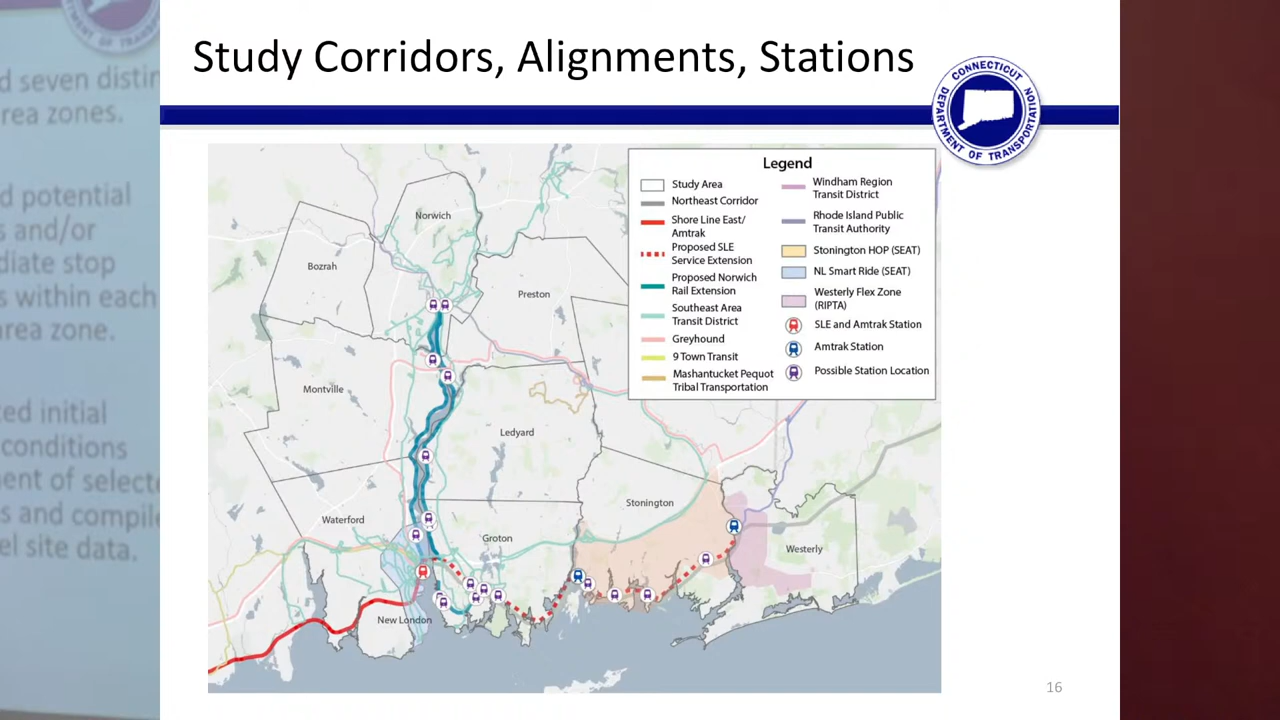 Study Corridors, Alignments, Stations
CONNECTICUT
DEPARTMENT OF TRANSPORTATION
Legend
Study Area
Northeast Corridor
Shore Line East/
Amtrak
Proposed SLE
Service Extension
Proposed Norwich
Rail Extension
Southeast Area
Transit District
Greyhound
9 Town Transit
Mashantucket Pequot
Tribal Transportation
Windham Region
Transit District
Rhode Island Public
Transit Authority
Stonington HOP (SEAT)
NL Smart Ride (SEAT)
Westerly Flex Zone
(RIPTA)
SLE and Amtrak Station
Amtrak Station
Possible Station Location
Norwich
Bozrah
Preston
Montville
Ledyard
Stonington
Waterford
Groton
Westerly
New London
16
DEPARTMENT OF TRANSP
d seven distin
rea zones.
d potential
s and/or
diate stop
s within each
area zone.
ted initial
conditions
ent of selecte
s and compile
el site data.